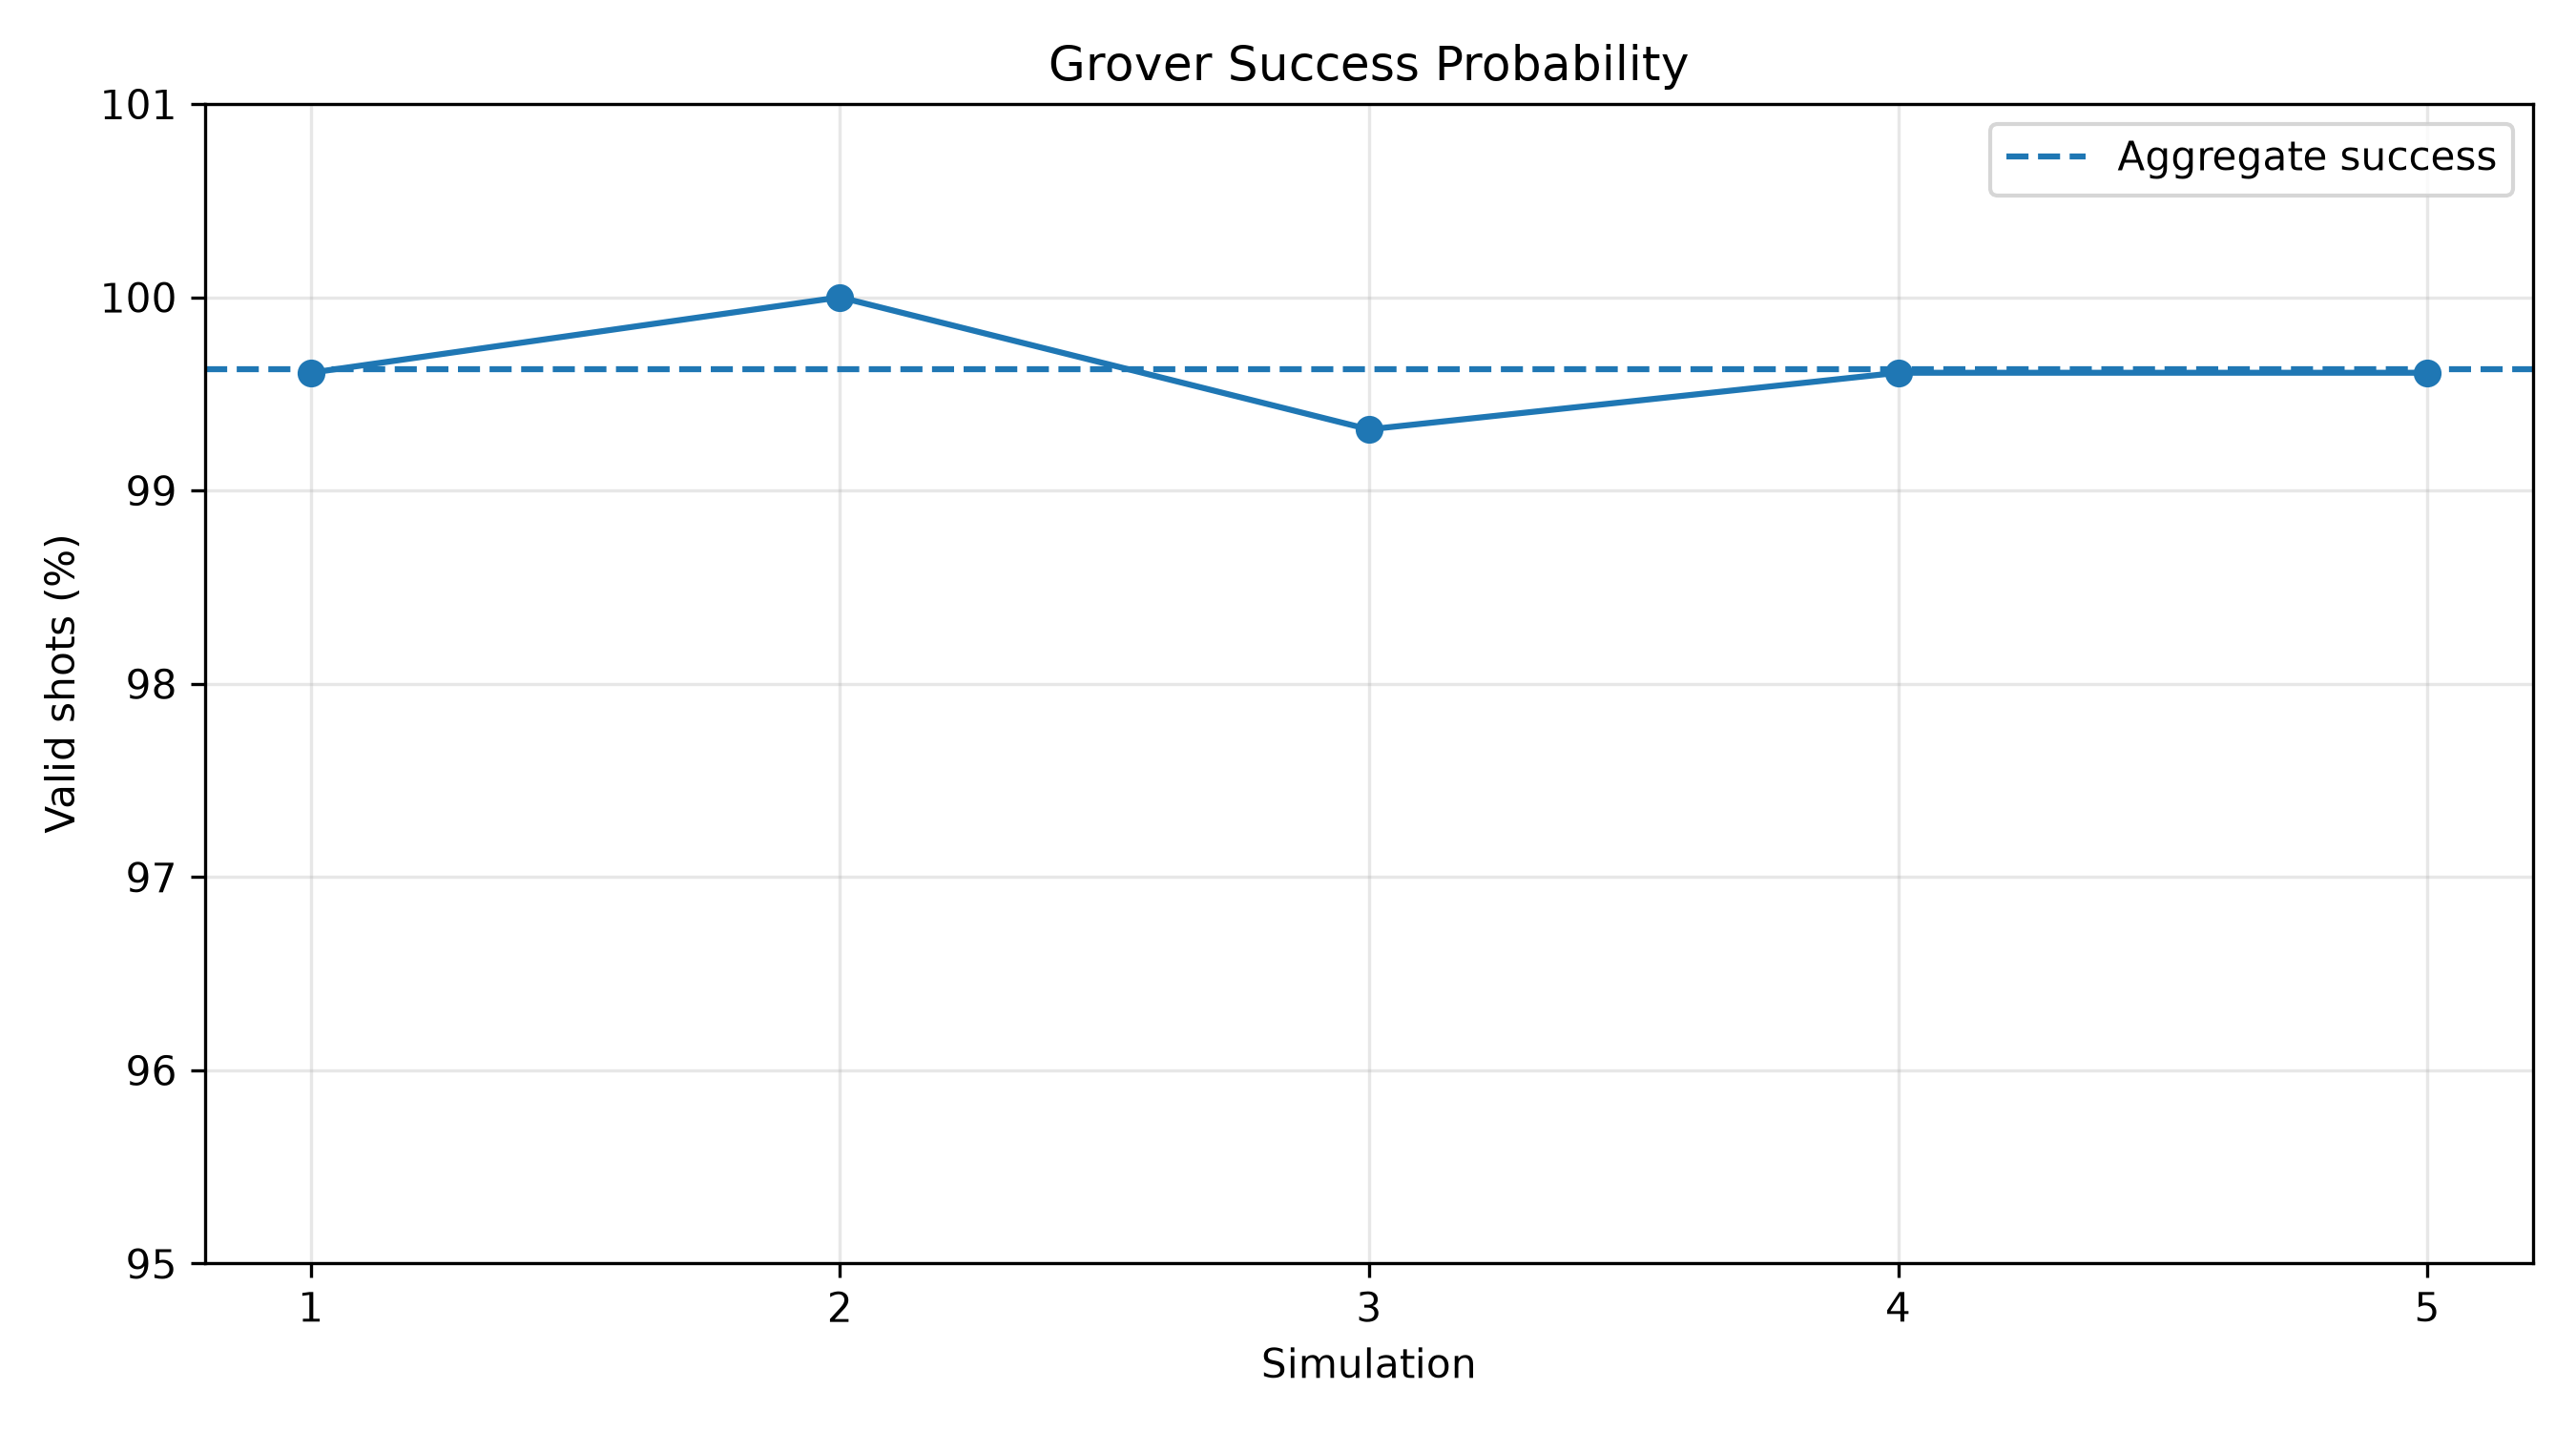 Grover Success Probability
101
100
99
98
97
96
95
Valid shots (%)
Aggregate success
1 2 3 4 5
Simulation